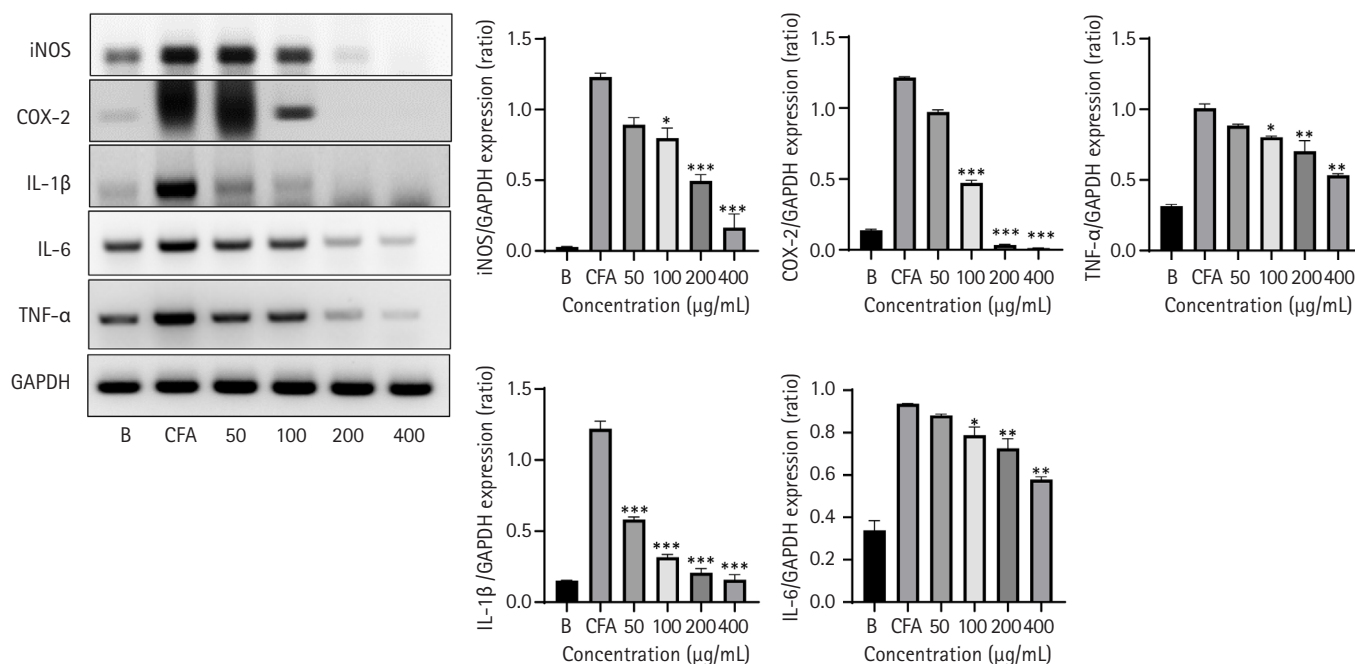 iNOS
COX-2
IL-1β
IL-6
TNF-α
GAPDH
B CFA 50 100 200 400
iNOS/GAPDH expression (ratio)
1.5
1.0
0.5
0.0
*
***
***
B CFA 50 100 200 400
Concentration (µg/mL)
COX-2/GAPDH expression (ratio)
1.5
1.0
0.5
0.0
***
***
***
B CFA 50 100 200 400
Concentration (µg/mL)
TNF-α/GAPDH expression (ratio)
1.5
1.0
0.5
0.0
*
**
**
B CFA 50 100 200 400
Concentration (µg/mL)
IL-1β /GAPDH expression (ratio)
1.5
1.0
0.5
0.0
***
***
***
***
B CFA 50 100 200 400
Concentration (µg/mL)
IL-6/GAPDH expression (ratio)
1.0
0.8
0.6
0.4
0.2
0.0
*
**
**
B CFA 50 100 200 400
Concentration (µg/mL)